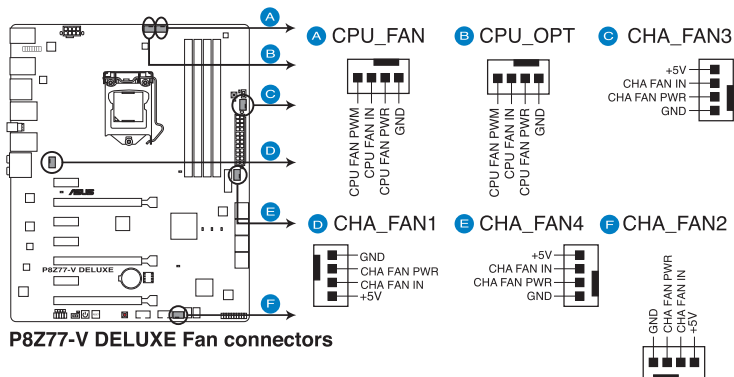 A
B
C
D
E
F
ASUS
P8Z77-V DELUXE
P8Z77-V DELUXE Fan connectors
A CPU_FAN
CPU FAN PWM
CPU FAN IN
CPU FAN PWR
GND
B CPU_OPT
CPU FAN PWM
CPU FAN IN
CPU FAN PWR
GND
C CHA_FAN3
+5V
CHA FAN IN
CHA FAN PWR
GND
D CHA_FAN1
GND
CHA FAN PWR
CHA FAN IN
+5V
E CHA_FAN4
+5V
CHA FAN IN
CHA FAN PWR
GND
F CHA_FAN2
GND
CHA FAN PWR
CHA FAN IN
+5V